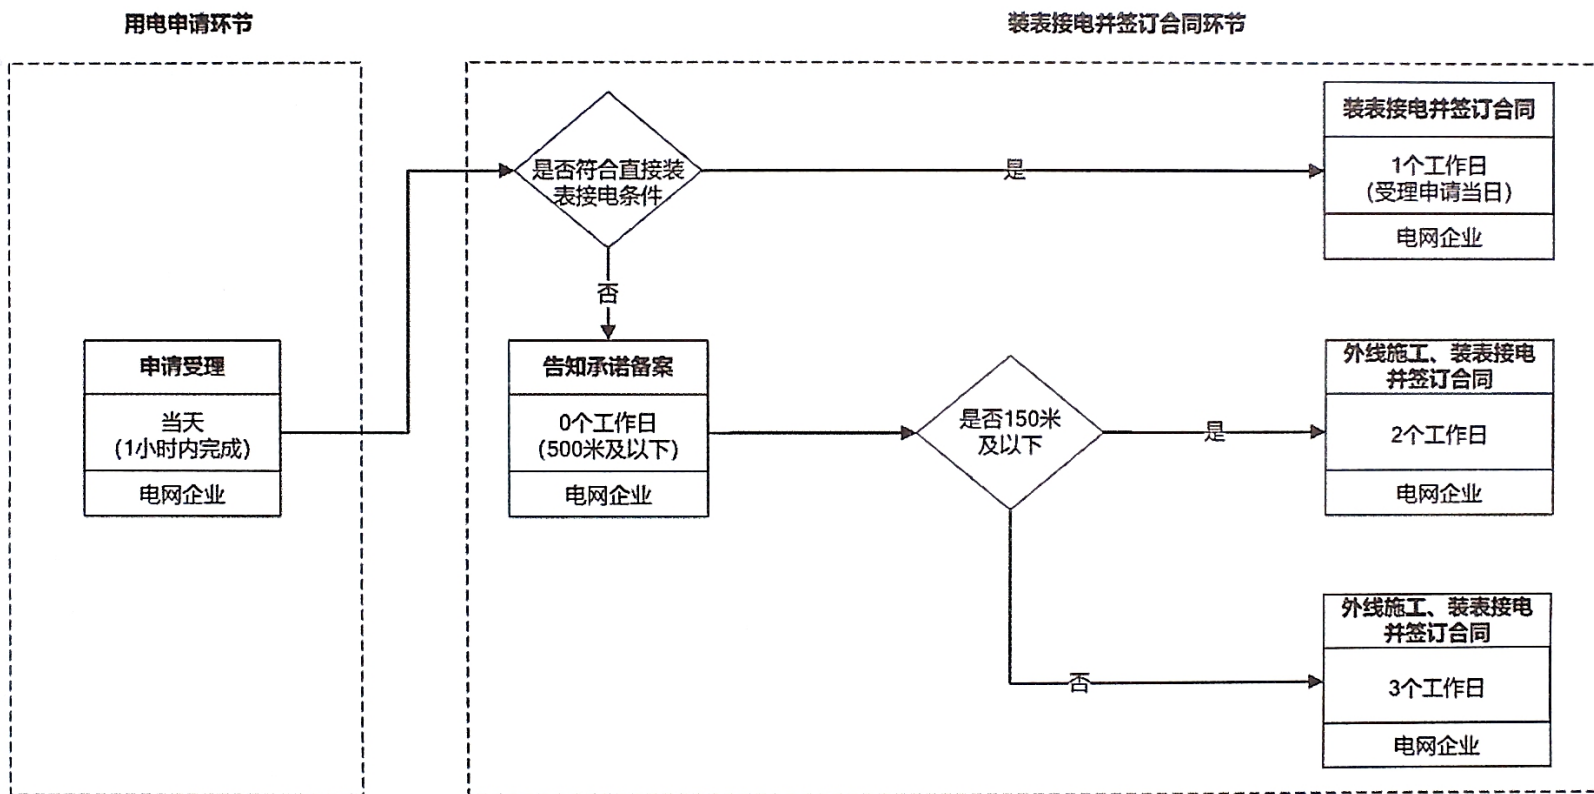 用电申请环节
装表接电并签订合同环节
是否符合直接装
表接电条件
是
装表接电并签订合同
1个工作日
(受理申请当日)
电网企业
否
申请受理
当天
(1小时内完成)
电网企业
告知承诺备案
0个工作日
(500米及以下)
电网企业
是否150米
及以下
是
外线施工、装表接电
并签订合同
2个工作日
电网企业
否
外线施工、装表接电
并签订合同
3个工作日
电网企业